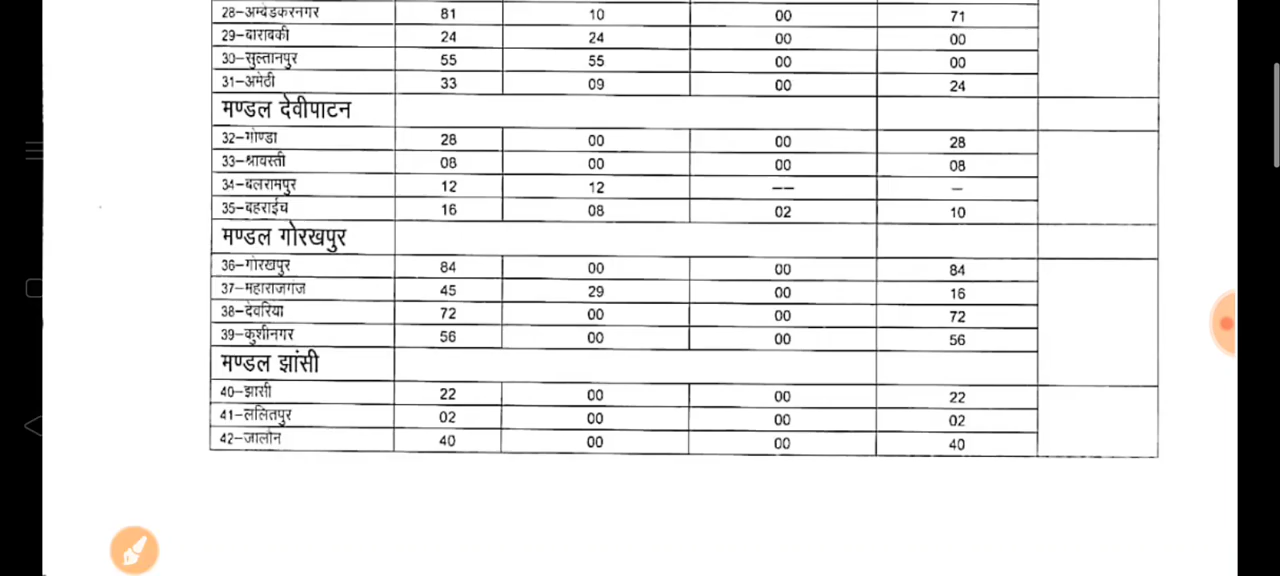 28-अम्बेडकरनगर 81 10 00 71
29-बाराबंकी 24 24 00 00
30-सुल्तानपुर 55 55 00 00
31-अमेठी 33 09 00 24
मण्डल देवीपाटन
32-गोण्डा 28 00 00 28
33-श्रावस्ती 08 00 00 08
34-बलरामपुर 12 12 -- –
35-बहराईच 16 08 02 10
मण्डल गोरखपुर
36-गोरखपुर 84 00 00 84
37-महाराजगंज 45 29 00 16
38-देवरिया 72 00 00 72
39-कुशीनगर 56 00 00 56
मण्डल झांसी
40-झासी 22 00 00 22
41-ललितपुर 02 00 00 02
42-जालौन 40 00 00 40